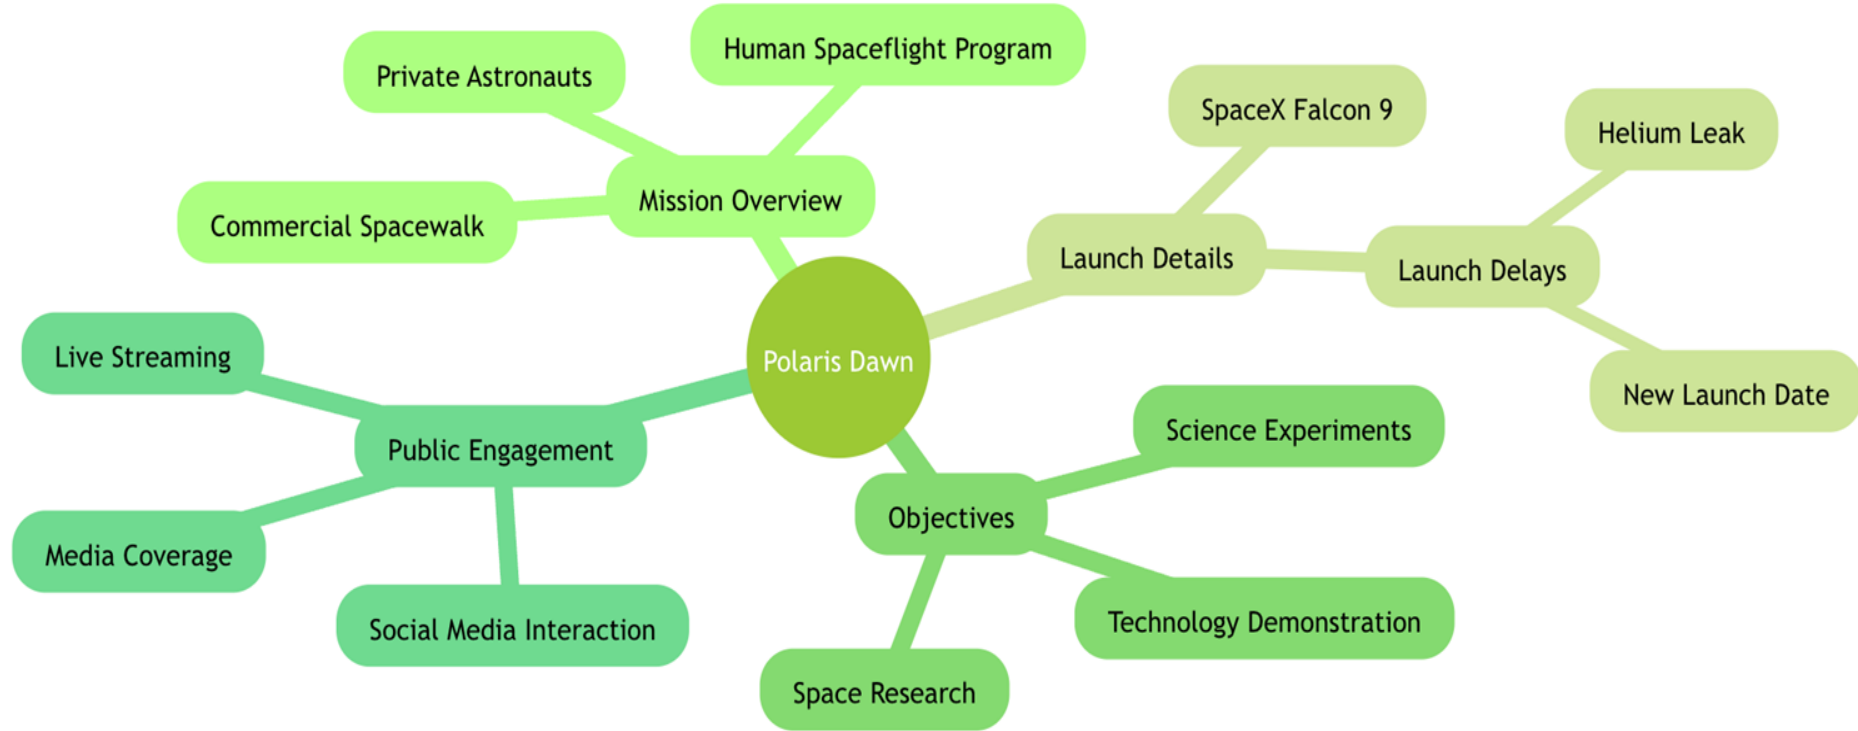 Human Spaceflight Program
Private Astronauts
Commercial Spacewalk
Mission Overview
SpaceX Falcon 9
Helium Leak
Launch Details
Launch Delays
New Launch Date
Polaris Dawn
Live Streaming
Public Engagement
Media Coverage
Social Media Interaction
Science Experiments
Objectives
Technology Demonstration
Space Research